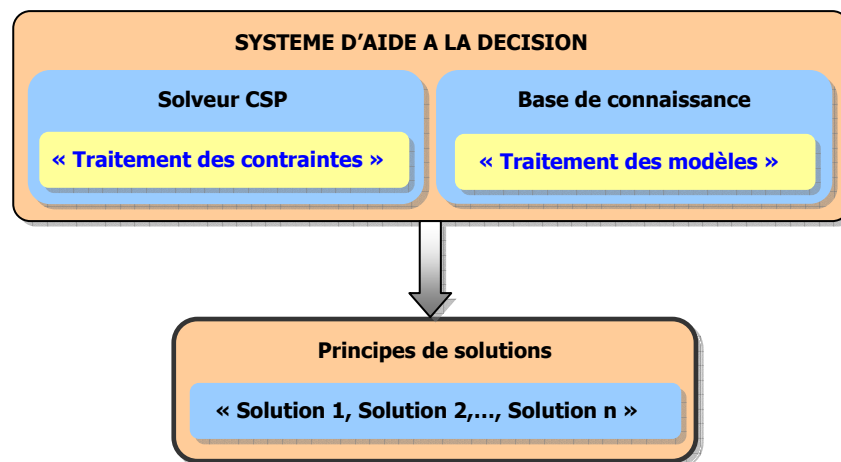 SYSTEME D'AIDE A LA DECISION
Solveur CSP
« Traitement des contraintes »
Base de connaissance
« Traitement des modèles »
Principes de solutions
« Solution 1, Solution 2,..., Solution n »